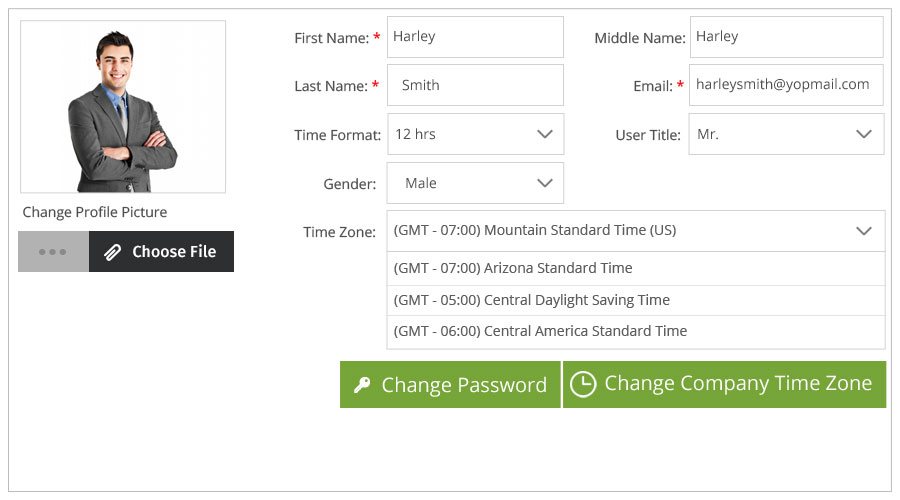 First Name: * Harley Middle Name: Harley
Last Name: * Smith Email: * harleysmith@yopmail.com
Time Format: 12 hrs User Title: Mr.
Gender: Male
Change Profile Picture
Time Zone: (GMT - 07:00) Mountain Standard Time (US)
... Choose File
(GMT - 07:00) Arizona Standard Time
(GMT - 05:00) Central Daylight Saving Time
(GMT - 06:00) Central America Standard Time
Change Password Change Company Time Zone